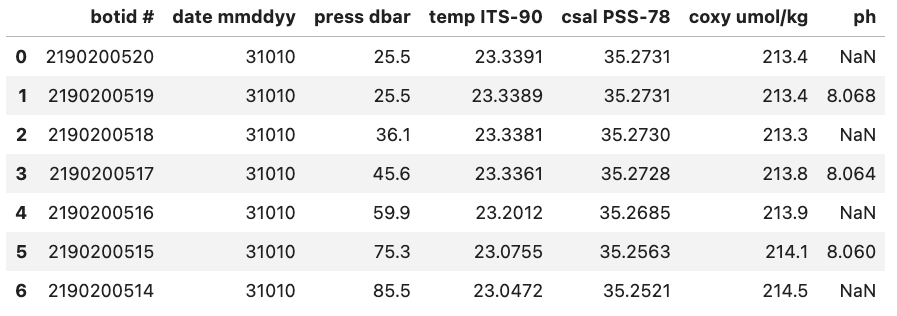 botid # date mmddyy press dbar temp ITS-90 csal PSS-78 coxy umol/kg ph
0 2190200520 31010 25.5 23.3391 35.2731 213.4 NaN
1 2190200519 31010 25.5 23.3389 35.2731 213.4 8.068
2 2190200518 31010 36.1 23.3381 35.2730 213.3 NaN
3 2190200517 31010 45.6 23.3361 35.2728 213.8 8.064
4 2190200516 31010 59.9 23.2012 35.2685 213.9 NaN
5 2190200515 31010 75.3 23.0755 35.2563 214.1 8.060
6 2190200514 31010 85.5 23.0472 35.2521 214.5 NaN